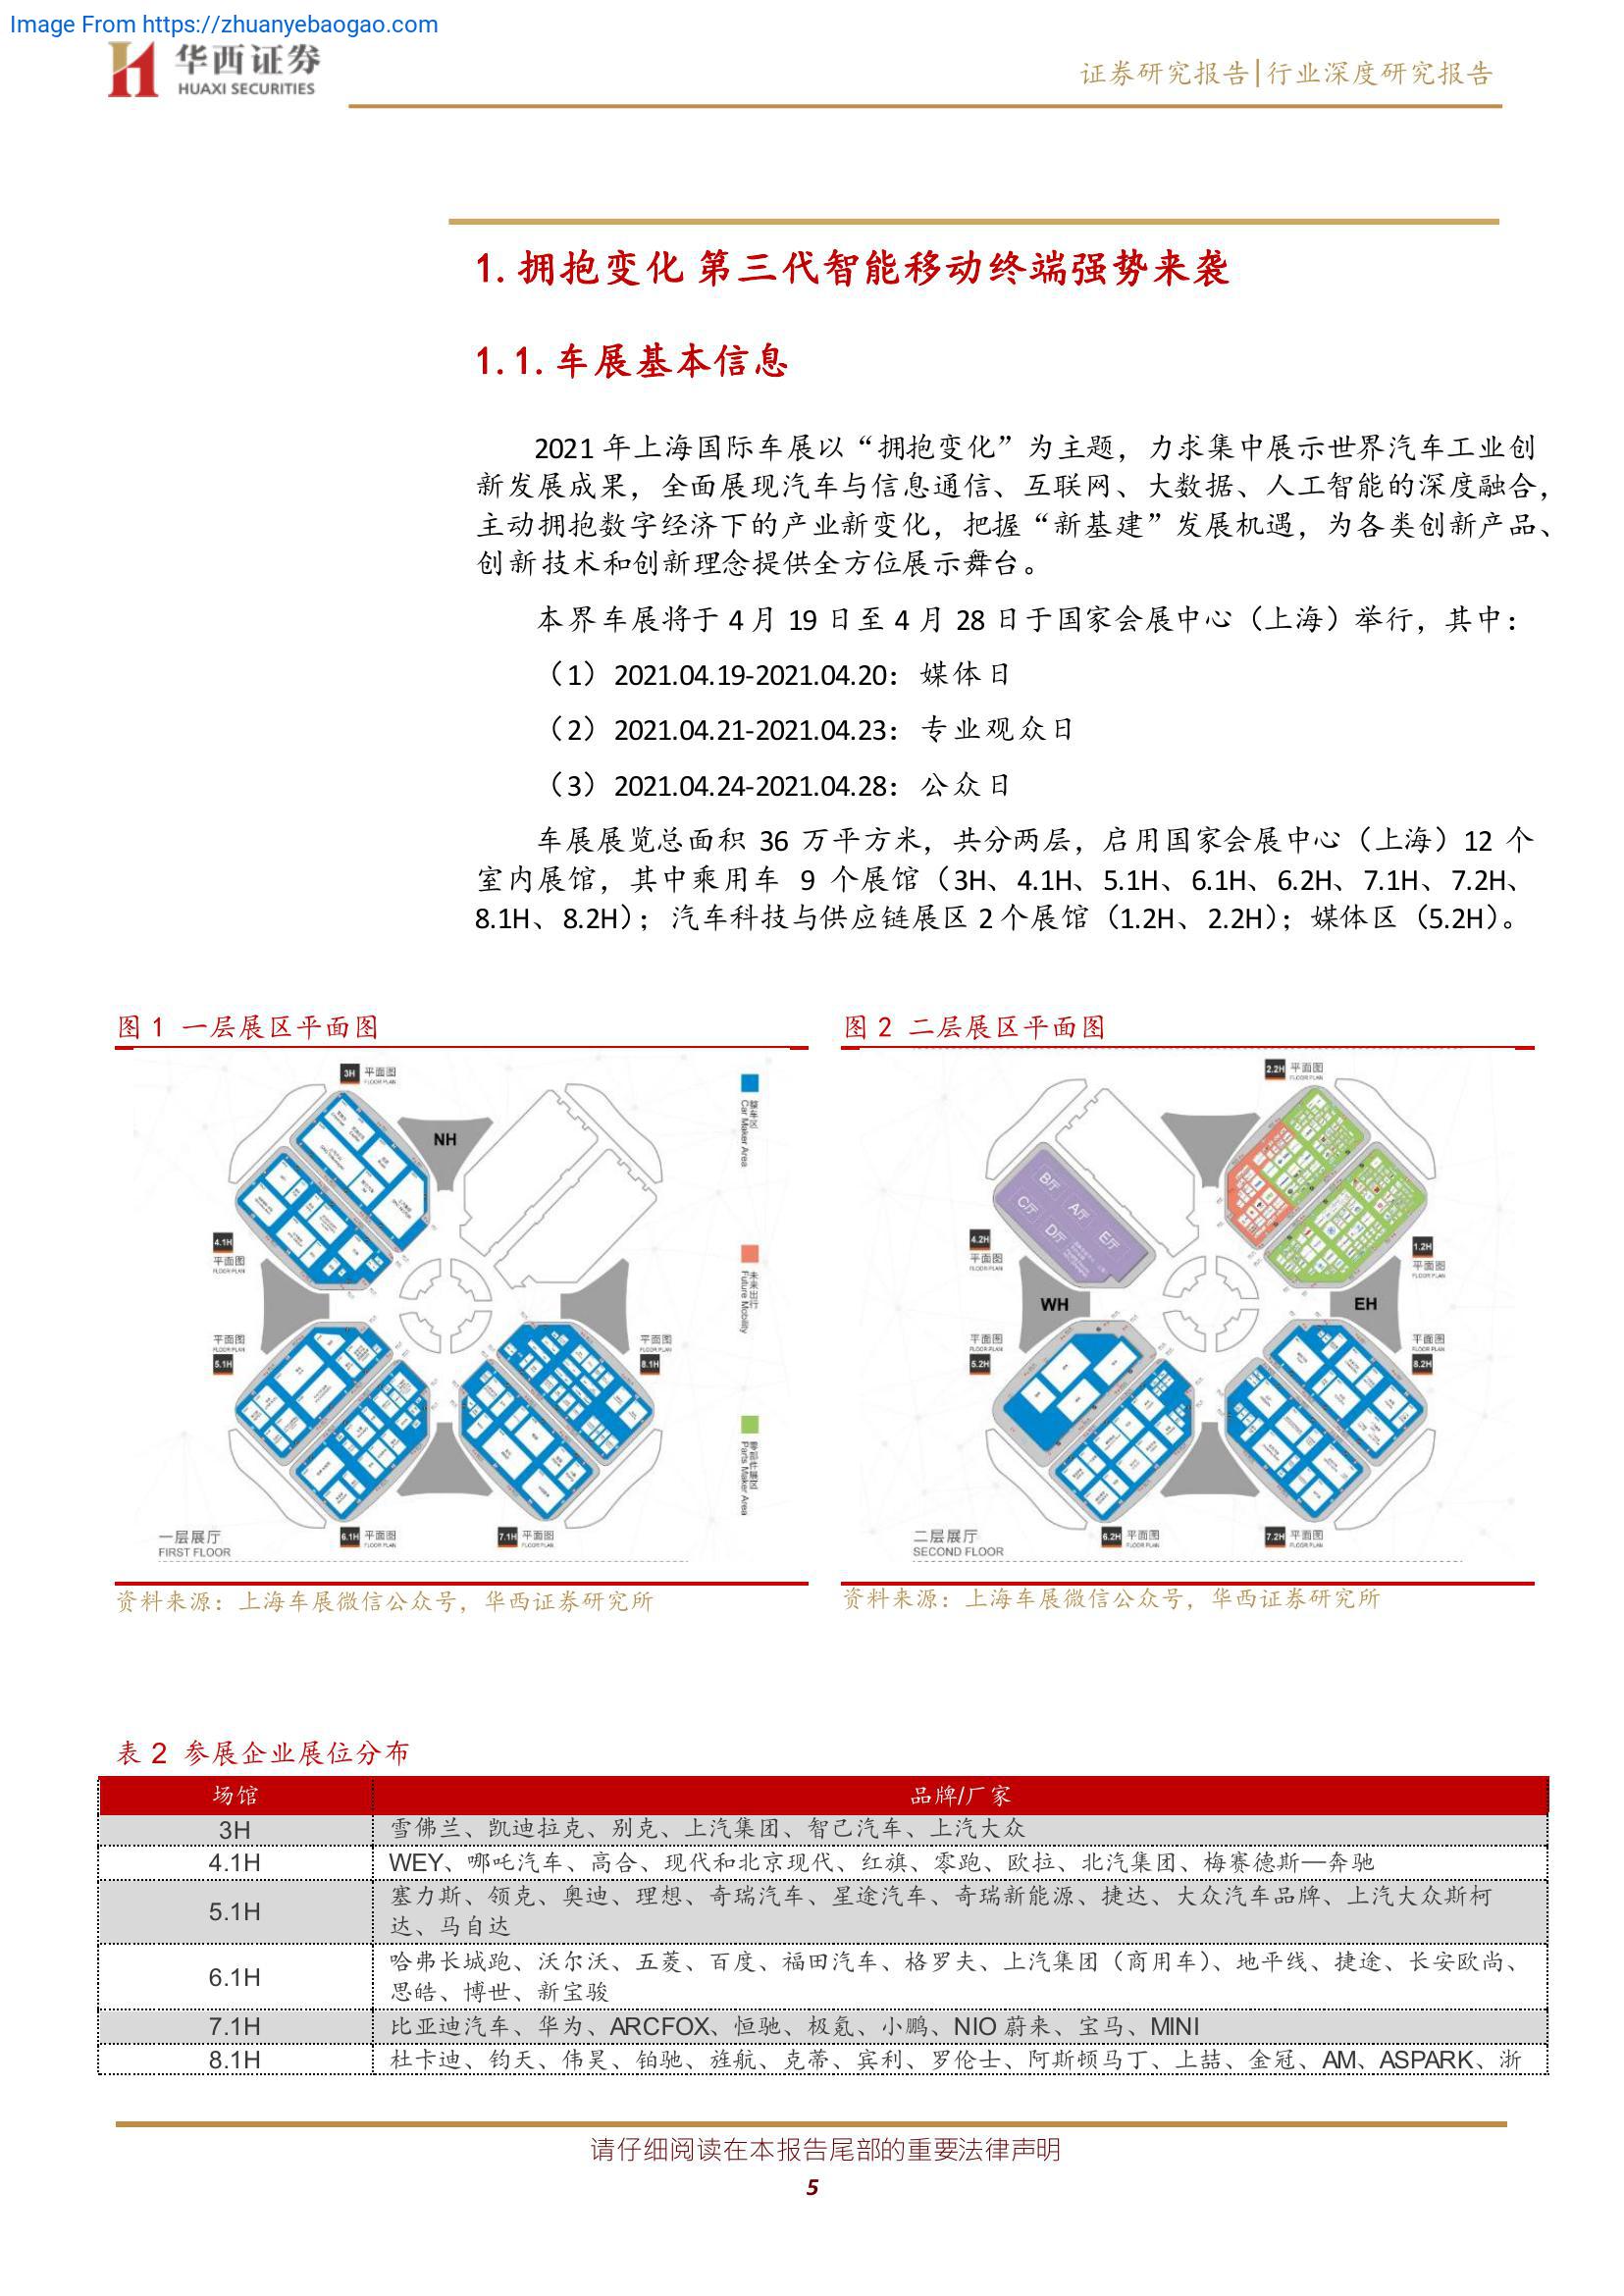 Image From https://zhuanyebaogao.com
华西证券
HUAXI SECURITIES
证券研究报告|行业深度研究报告
1. 拥抱变化 第三代智能移动终端强势来袭
1.1. 车展基本信息
2021 年上海国际车展以“拥抱变化”为主题，力求集中展示世界汽车工业创
新发展成果，全面展现汽车与信息通信、互联网、大数据、人工智能的深度融合，
主动拥抱数字经济下的产业新变化，把握“新基建”发展机遇，为各类创新产品、
创新技术和创新理念提供全方位展示舞台。
本界车展将于 4 月 19 日至 4 月 28 日于国家会展中心（上海）举行，其中：
（1）2021.04.19-2021.04.20：媒体日
（2）2021.04.21-2021.04.23：专业观众日
（3）2021.04.24-2021.04.28：公众日
车展展览总面积 36 万平方米，共分两层，启用国家会展中心（上海）12 个
室内展馆，其中乘用车 9 个展馆（3H、4.1H、5.1H、6.1H、6.2H、7.1H、7.2H、
8.1H、8.2H）；汽车科技与供应链展区 2 个展馆（1.2H、2.2H）；媒体区（5.2H）。
图 1 一层展区平面图
3H 平面图
FLOOR PLAN
NH
4.1H
平面图
FLOOR PLAN
平面图
FLOOR PLAN
5.1H
平面图
FLOOR PLAN
8.1H
6.1H 平面图
FLOOR PLAN
7.1H 平面图
FLOOR PLAN
一层展厅
FIRST FLOOR
Car Maker Area
Future Mobility
Parts Maker Area
资料来源：上海车展微信公众号，华西证券研究所
图 2 二层展区平面图
2.2H 平面图
FLOOR PLAN
B厅
A厅
C厅
D厅
E厅
4.2H
平面图
FLOOR PLAN
1.2H
平面图
FLOOR PLAN
WH
EH
平面图
FLOOR PLAN
5.2H
平面图
FLOOR PLAN
8.2H
6.2H 平面图
FLOOR PLAN
7.2H 平面图
FLOOR PLAN
二层展厅
SECOND FLOOR
资料来源：上海车展微信公众号，华西证券研究所
表 2 参展企业展位分布
场馆 品牌/厂家
3H 雪佛兰、凯迪拉克、别克、上汽集团、智己汽车、上汽大众
4.1H WEY、哪吒汽车、高合、现代和北京现代、红旗、零跑、欧拉、北汽集团、梅赛德斯—奔驰
5.1H 塞力斯、领克、奥迪、理想、奇瑞汽车、星途汽车、奇瑞新能源、捷达、大众汽车品牌、上汽大众斯柯
达、马自达
6.1H 哈弗长城跑、沃尔沃、五菱、百度、福田汽车、格罗夫、上汽集团（商用车）、地平线、捷途、长安欧尚、
思皓、博世、新宝骏
7.1H 比亚迪汽车、华为、ARCFOX、恒驰、极氪、小鹏、NIO 蔚来、宝马、MINI
8.1H 杜卡迪、钧天、伟昊、铂驰、旌航、克蒂、宾利、罗伦士、阿斯顿马丁、上喆、金冠、AM、ASPARK、浙
请仔细阅读在本报告尾部的重要法律声明
5